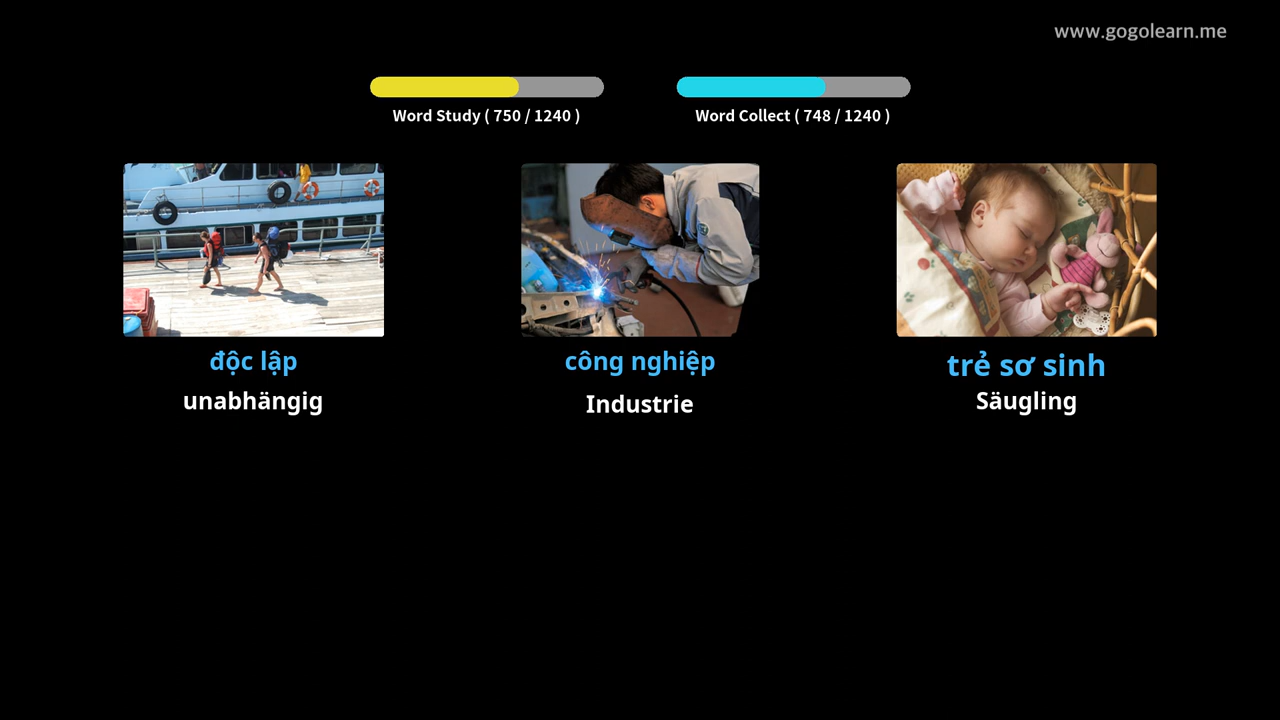 www.gogolearn.me
Word Study ( 750 / 1240 )
Word Collect ( 748 / 1240 )
độc lập
công nghiệp
trẻ sơ sinh
unabhängig
Industrie
Säugling